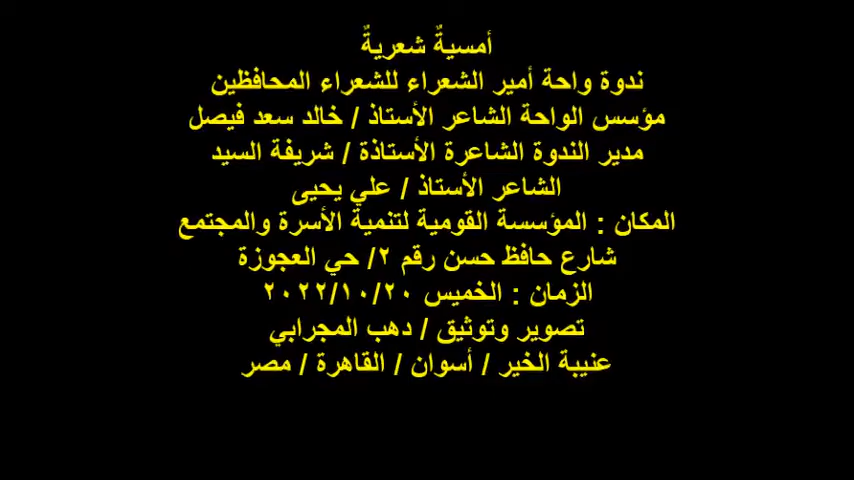 أمسيةٌ شعريةٌ
ندوة واحة أمير الشعراء للشعراء المحافظين
مؤسس الواحة الشاعر الأستاذ / خالد سعد فيصل
مدير الندوة الشاعرة الأستاذة / شريفة السيد
الشاعر الأستاذ / علي يحيى
المكان : المؤسسة القومية لتنمية الأسرة والمجتمع
شارع حافظ حسن رقم ٢/ حي العجوزة
الزمان : الخميس ٢٠٢٢/١٠/٢٠
تصوير وتوثيق / دهب المجرابي
عنيبة الخير / أسوان / القاهرة / مصر